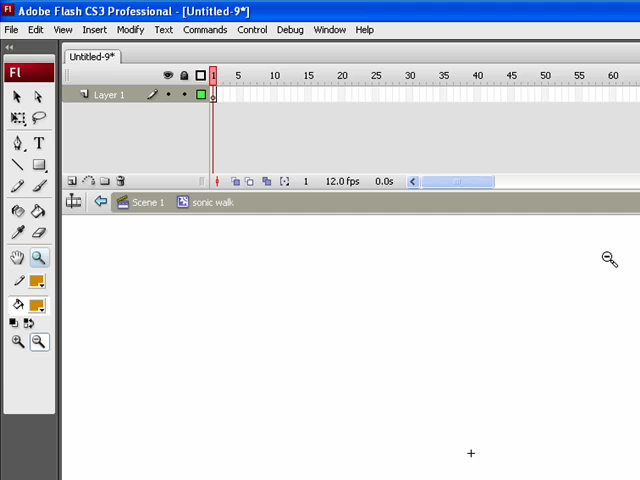 Fl Adobe Flash CS3 Professional - [Untitled-9*]
File Edit View Insert Modify Text Commands Control Debug Window Help
Untitled-9*
Fl
1 5 10 15 20 25 30 35 40 45 50 55 60
Layer 1
T
1 12.0 fps 0.0s
Scene 1 sonic walk